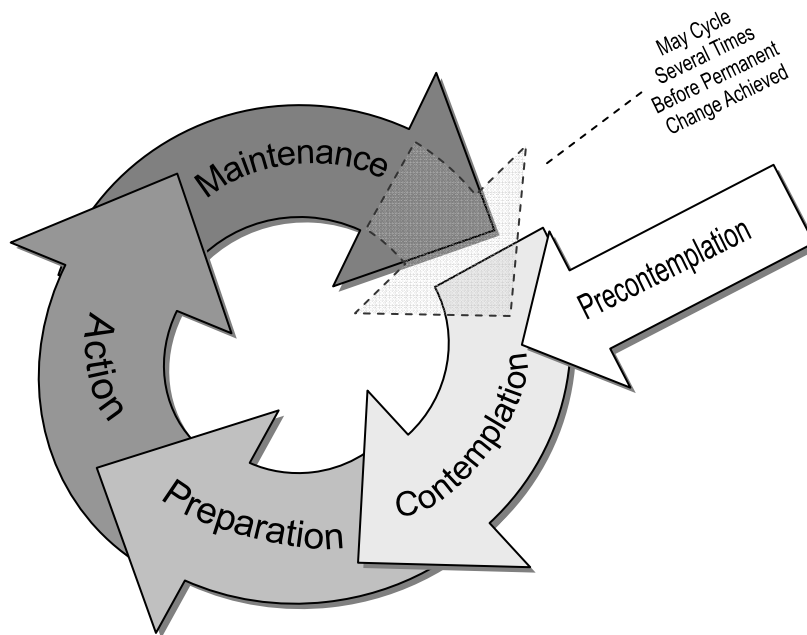 May Cycle
Several Times
Before Permanent
Change Achieved
Maintenance
Precontemplation
Action
Contemplation
Preparation